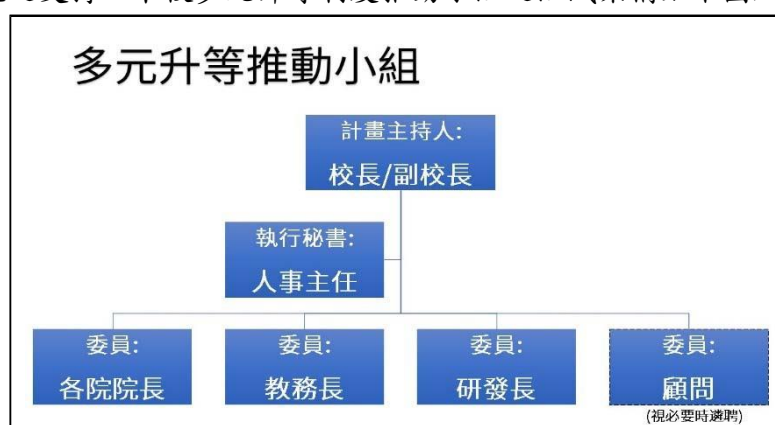 多元升等推動小組
計畫主持人:
校長/副校長
執行秘書:
人事主任
委員:
各院院長
委員:
教務長
委員:
研發長
委員:
顧問
(視必要時遴聘)